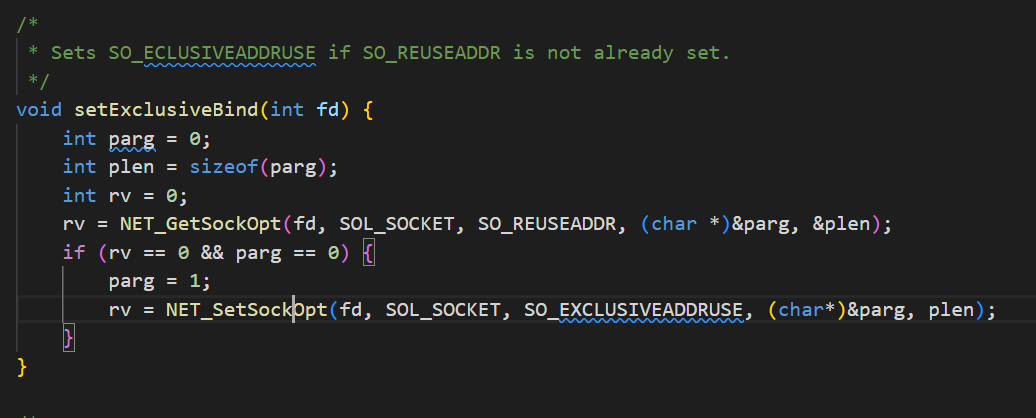 /*
 * Sets SO_ECLUSIVEADDRUSE if SO_REUSEADDR is not already set.
 */
void setExclusiveBind(int fd) {
    int parg = 0;
    int plen = sizeof(parg);
    int rv = 0;
    rv = NET_GetSockOpt(fd, SOL_SOCKET, SO_REUSEADDR, (char *)&parg, &plen);
    if (rv == 0 && parg == 0) {
        parg = 1;
        rv = NET_SetSockOpt(fd, SOL_SOCKET, SO_EXCLUSIVEADDRUSE, (char*)&parg, plen);
    }
}